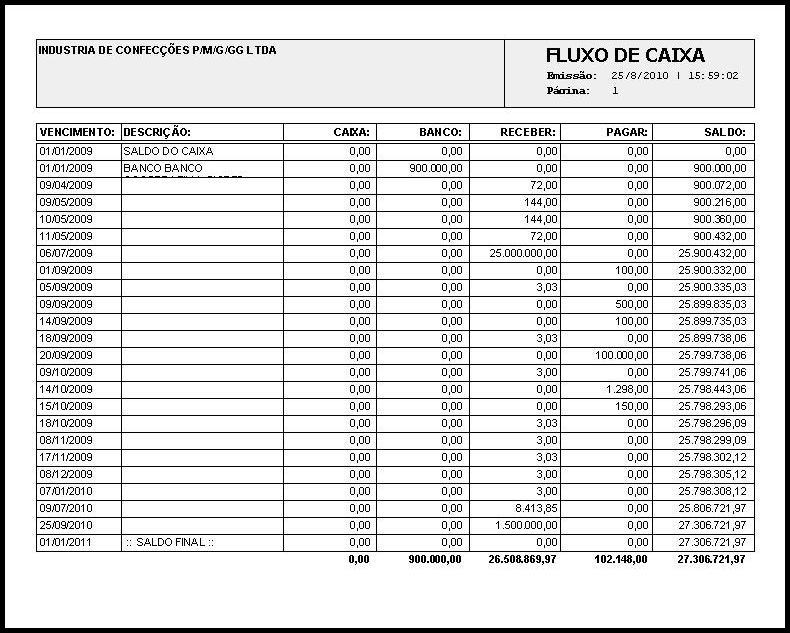 INDUSTRIA DE CONFECÇÕES P/M/G/GG LTDA
FLUXO DE CAIXA
Emissão: 25/8/2010 | 15:59:02
Página: 1
VENCIMENTO: DESCRIÇÃO: CAIXA: BANCO: RECEBER: PAGAR: SALDO:
01/01/2009 SALDO DO CAIXA 0,00 0,00 0,00 0,00 0,00
01/01/2009 BANCO BANCO 0,00 900.000,00 0,00 0,00 900.000,00
09/04/2009 0,00 0,00 72,00 0,00 900.072,00
09/05/2009 0,00 0,00 144,00 0,00 900.216,00
10/05/2009 0,00 0,00 144,00 0,00 900.360,00
11/05/2009 0,00 0,00 72,00 0,00 900.432,00
06/07/2009 0,00 0,00 25.000.000,00 0,00 25.900.432,00
01/09/2009 0,00 0,00 0,00 100,00 25.900.332,00
05/09/2009 0,00 0,00 3,03 0,00 25.900.335,03
09/09/2009 0,00 0,00 0,00 500,00 25.899.835,03
14/09/2009 0,00 0,00 0,00 100,00 25.899.735,03
18/09/2009 0,00 0,00 3,03 0,00 25.899.738,06
20/09/2009 0,00 0,00 0,00 100.000,00 25.799.738,06
09/10/2009 0,00 0,00 3,00 0,00 25.799.741,06
14/10/2009 0,00 0,00 0,00 1.298,00 25.798.443,06
15/10/2009 0,00 0,00 0,00 150,00 25.798.293,06
18/10/2009 0,00 0,00 3,03 0,00 25.798.296,09
08/11/2009 0,00 0,00 3,00 0,00 25.798.299,09
17/11/2009 0,00 0,00 3,03 0,00 25.798.302,12
08/12/2009 0,00 0,00 3,00 0,00 25.798.305,12
07/01/2010 0,00 0,00 3,00 0,00 25.798.308,12
09/07/2010 0,00 0,00 8.413,85 0,00 25.806.721,97
25/09/2010 0,00 0,00 1.500.000,00 0,00 27.306.721,97
01/01/2011 :: SALDO FINAL :: 0,00 0,00 0,00 0,00 27.306.721,97
0,00 900.000,00 26.508.869,97 102.148,00 27.306.721,97